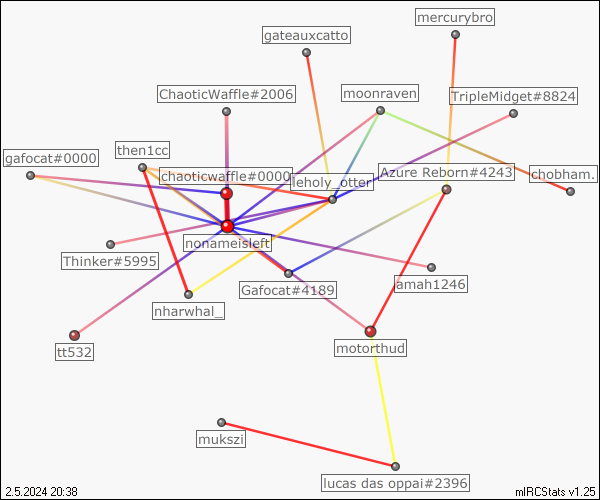 mercurybro
gateauxcatto
ChaoticWaffle#2006
moonraven
TripleMidget#8824
then1cc
gafocat#0000
chaoticwaffle#0000
leholy_otter
Azure Reborn#4243
chobham.
nonameisleft
Thinker#5995
Gafocat#4189
amah1246
nharwhal_
tt532
motorthud
mukszi
lucas das oppai#2396
2.5.2024 20:38
mIRCStats v1.25